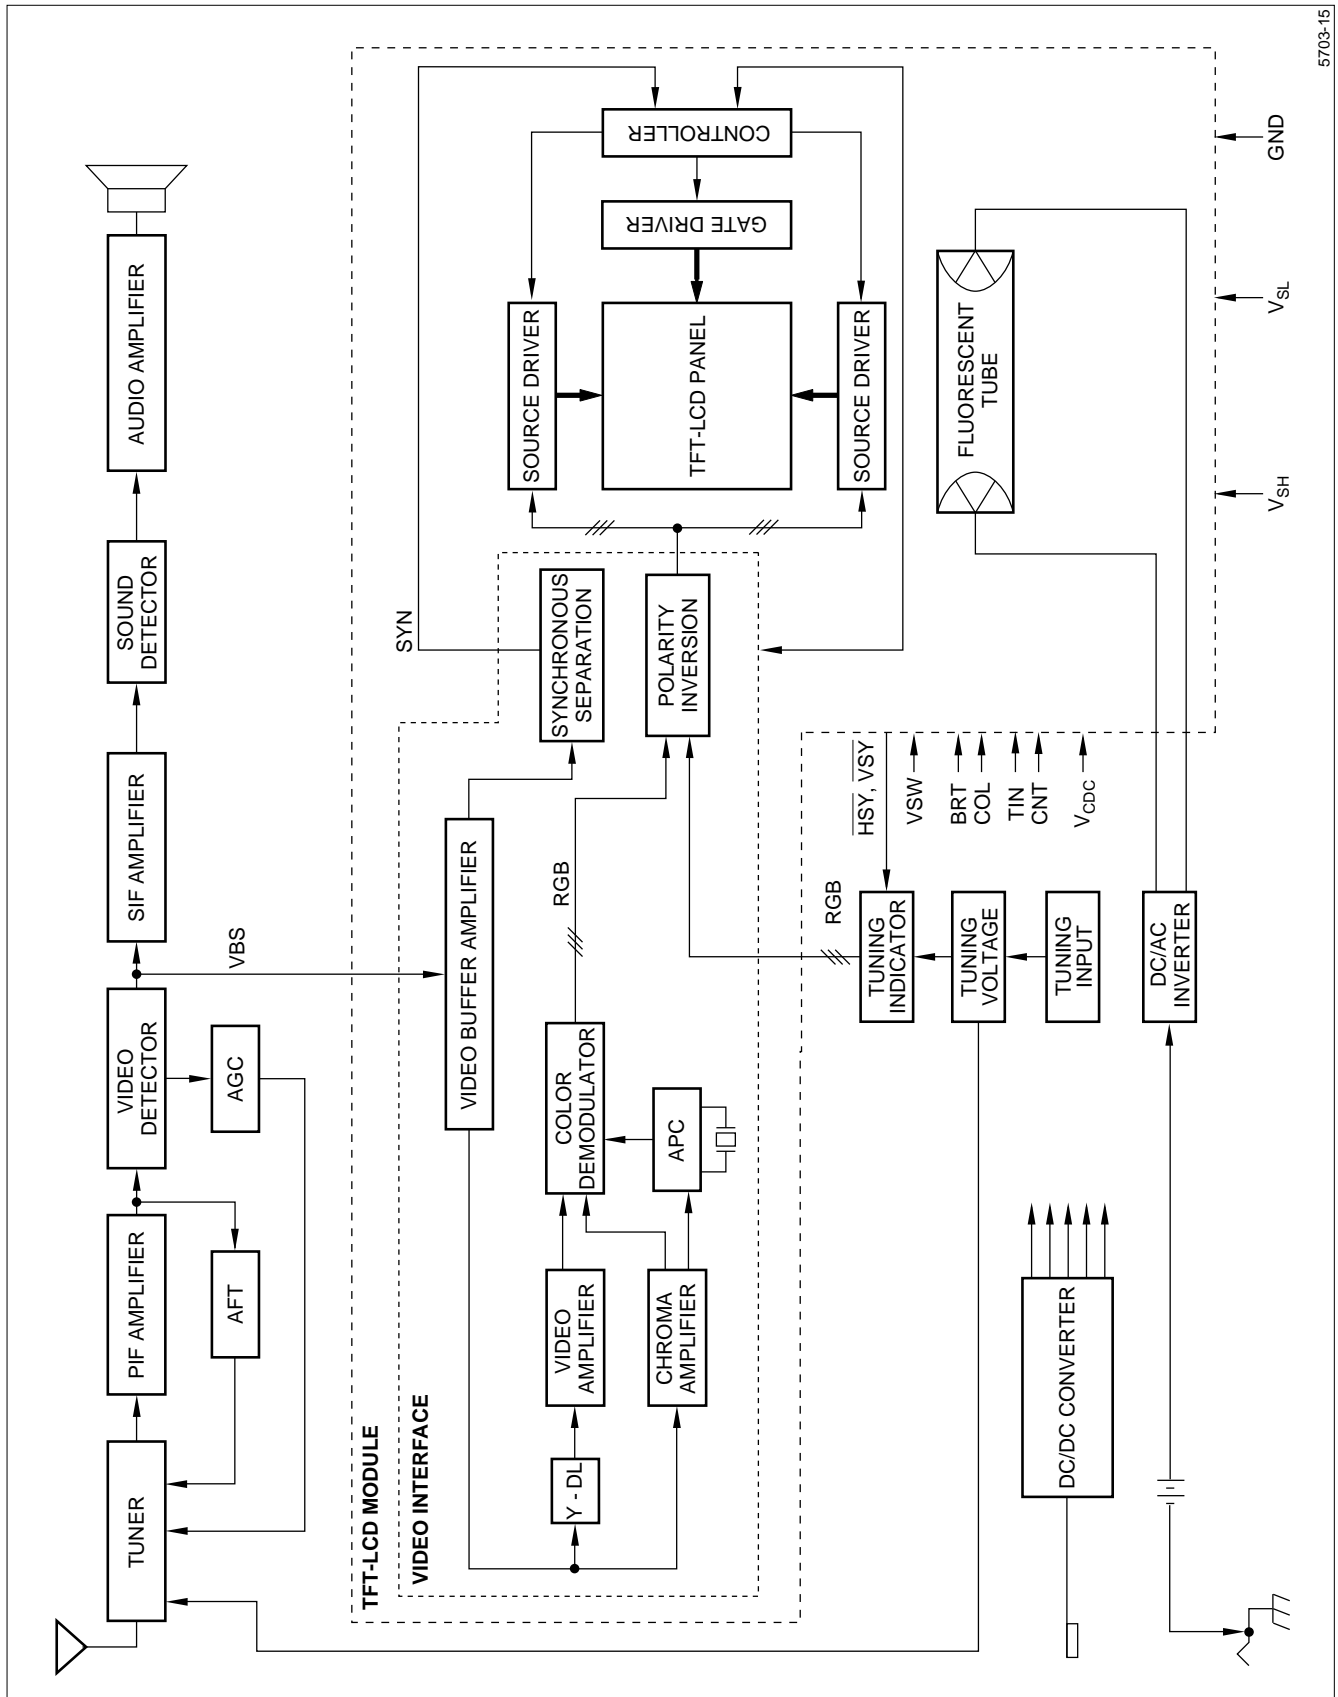 5703-15
TUNER
PIF AMPLIFIER
VIDEO
DETECTOR
SIF AMPLIFIER
SOUND
DETECTOR
AUDIO AMPLIFIER
AFT
AGC
VBS
TFT-LCD MODULE
VIDEO INTERFACE
SYN
VIDEO BUFFER AMPLIFIER
SYNCHRONOUS
SEPARATION
Y - DL
VIDEO
AMPLIFIER
COLOR
DEMODULATOR
RGB
CHROMA
AMPLIFIER
APC
POLARITY
INVERSION
SOURCE DRIVER
TFT-LCD PANEL
GATE DRIVER
CONTROLLER
SOURCE DRIVER
RGB
HSY, VSY
TUNING
INDICATOR
VSW
TUNING
VOLTAGE
BRT
COL
TIN
CNT
TUNING
INPUT
V_CDC
FLUORESCENT
TUBE
DC/DC CONVERTER
DC/AC
INVERTER
V_SH
V_SL
GND